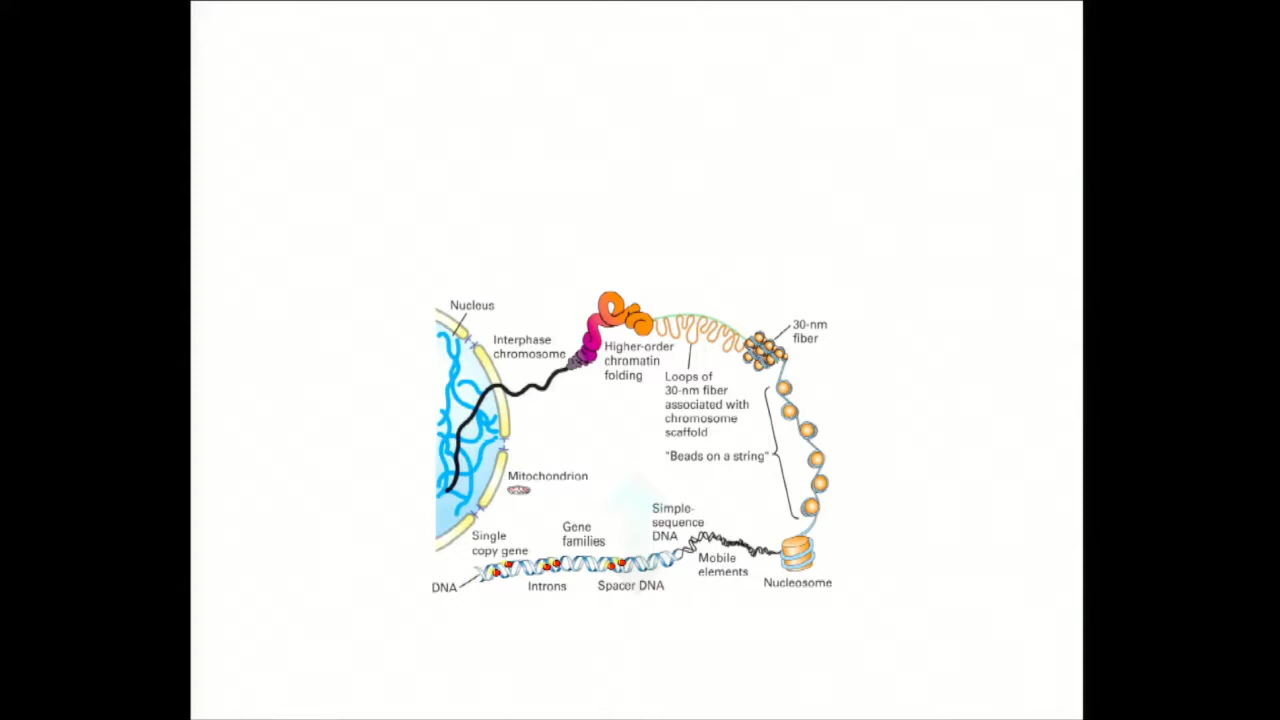 Nucleus
Interphase
chromosome
Higher-order
chromatin
folding
30-nm
fiber
Loops of
30-nm fiber
associated with
chromosome
scaffold
"Beads on a string"
Mitochondrion
Single
copy gene
Gene
families
Simple-
sequence
DNA
Mobile
elements
Nucleosome
DNA
Introns
Spacer DNA